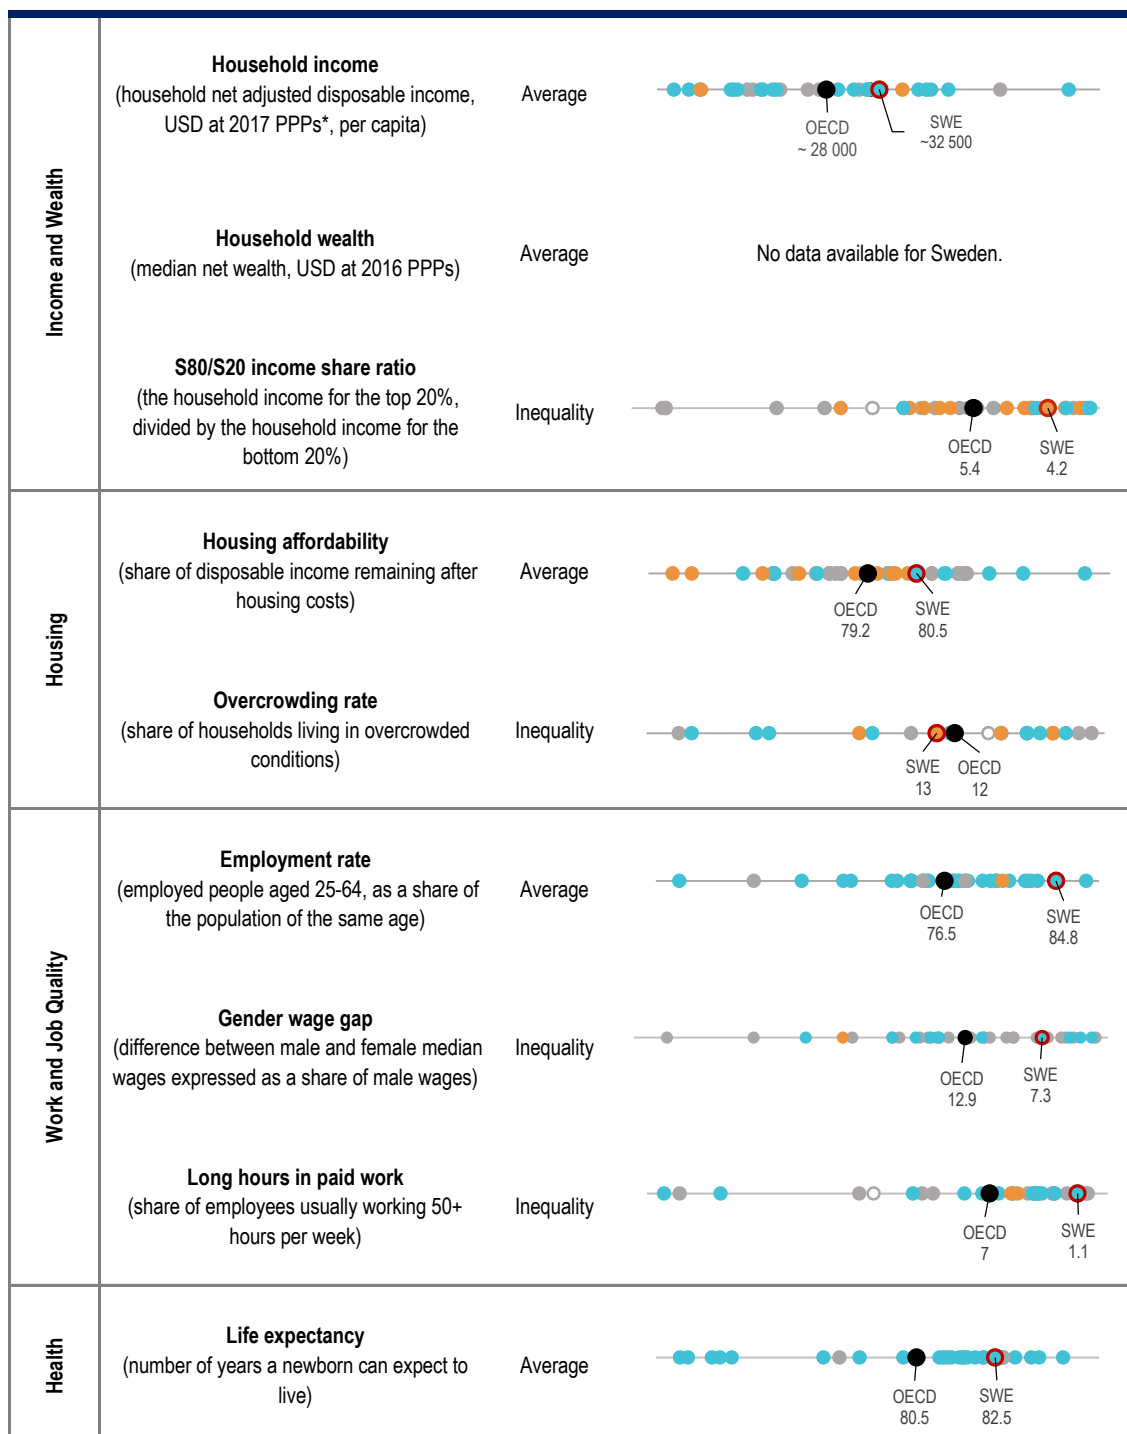 Income and Wealth
Household income
(household net adjusted disposable income,
USD at 2017 PPPs*, per capita)
Average
OECD
~ 28 000
SWE
~32 500
Household wealth
(median net wealth, USD at 2016 PPPs)
Average
No data available for Sweden.
S80/S20 income share ratio
(the household income for the top 20%,
divided by the household income for the
bottom 20%)
Inequality
OECD
5.4
SWE
4.2
Housing
Housing affordability
(share of disposable income remaining after
housing costs)
Average
OECD
79.2
SWE
80.5
Overcrowding rate
(share of households living in overcrowded
conditions)
Inequality
SWE
13
OECD
12
Work and Job Quality
Employment rate
(employed people aged 25-64, as a share of
the population of the same age)
Average
OECD
76.5
SWE
84.8
Gender wage gap
(difference between male and female median
wages expressed as a share of male wages)
Inequality
OECD
12.9
SWE
7.3
Long hours in paid work
(share of employees usually working 50+
hours per week)
Inequality
OECD
7
SWE
1.1
Health
Life expectancy
(number of years a newborn can expect to
live)
Average
OECD
80.5
SWE
82.5